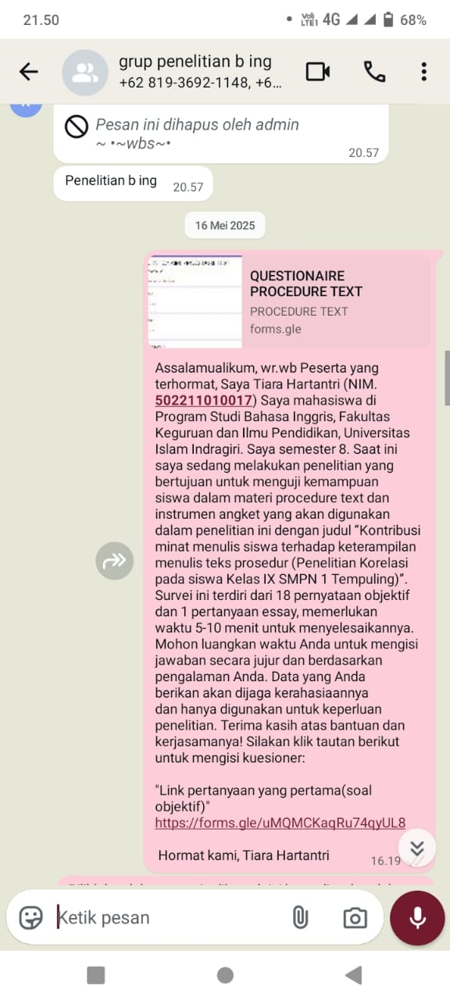 21.50
4G
68%
grup penelitian b ing
+62 819-3692-1148, +6...
Pesan ini dihapus oleh admin
~ •~wbs~•
20.57
Penelitian b ing
20.57
16 Mei 2025
QUESTIONAIRE
PROCEDURE TEXT
PROCEDURE TEXT
forms.gle
Assalamualikum, wr.wb Peserta yang
terhormat, Saya Tiara Hartantri (NIM.
502211010017) Saya mahasiswa di
Program Studi Bahasa Inggris, Fakultas
Keguruan dan Ilmu Pendidikan, Universitas
Islam Indragiri. Saya semester 8. Saat ini
saya sedang melakukan penelitian yang
bertujuan untuk menguji kemampuan
siswa dalam materi procedure text dan
instrumen angket yang akan digunakan
dalam penelitian ini dengan judul “Kontribusi
minat menulis siswa terhadap keterampilan
menulis teks prosedur (Penelitian Korelasi
pada siswa Kelas IX SMPN 1 Tempuling)”.
Survei ini terdiri dari 18 pernyataan objektif
dan 1 pertanyaan essay, memerlukan
waktu 5-10 menit untuk menyelesaikannya.
Mohon luangkan waktu Anda untuk mengisi
jawaban secara jujur dan berdasarkan
pengalaman Anda. Data yang Anda
berikan akan dijaga kerahasiaannya
dan hanya digunakan untuk keperluan
penelitian. Terima kasih atas bantuan dan
kerjasamanya! Silakan klik tautan berikut
untuk mengisi kuesioner:
"Link pertanyaan yang pertama(soal
objektif)"
https://forms.gle/uMQMCKaqRu74qyUL8
Hormat kami, Tiara Hartantri
16.19
Ketik pesan